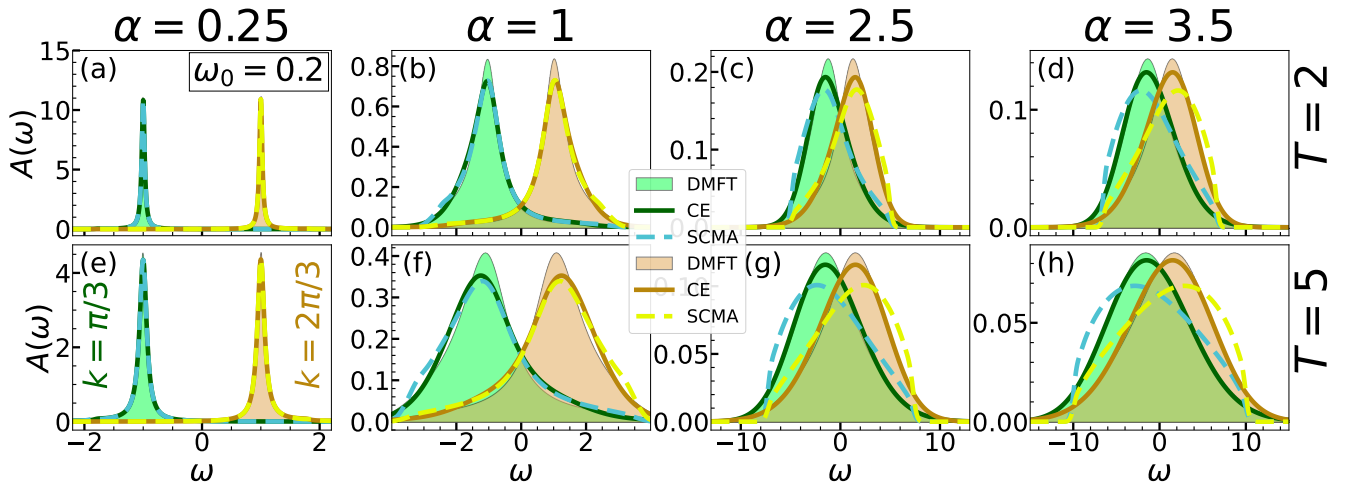 α = 0.25
α = 1
α = 2.5
α = 3.5
(a)
ω₀ = 0.2
(b)
(c)
(d)
T = 2
A(ω)
15
10
5
0
0.8
0.6
0.4
0.2
0.0
0.2
0.1
0.1
0.0
DMFT
CE
SCMA
DMFT
CE
SCMA
(e)
k = π/3
k = 2π/3
(f)
(g)
(h)
T = 5
A(ω)
4
2
0
0.4
0.3
0.2
0.1
0.0
0.05
0.00
0.05
0.00
−2 0 2
−2 0 2
−10 0 10
−10 0 10
ω
ω
ω
ω